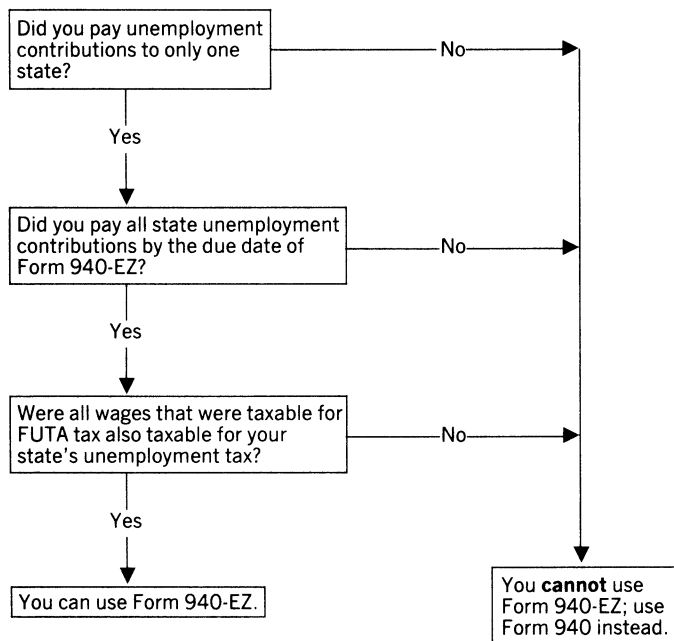 Did you pay unemployment
contributions to only one
state?
No
Yes
Did you pay all state unemployment
contributions by the due date of
Form 940-EZ?
No
Yes
Were all wages that were taxable for
FUTA tax also taxable for your
state's unemployment tax?
No
Yes
You can use Form 940-EZ.
You cannot use
Form 940-EZ; use
Form 940 instead.